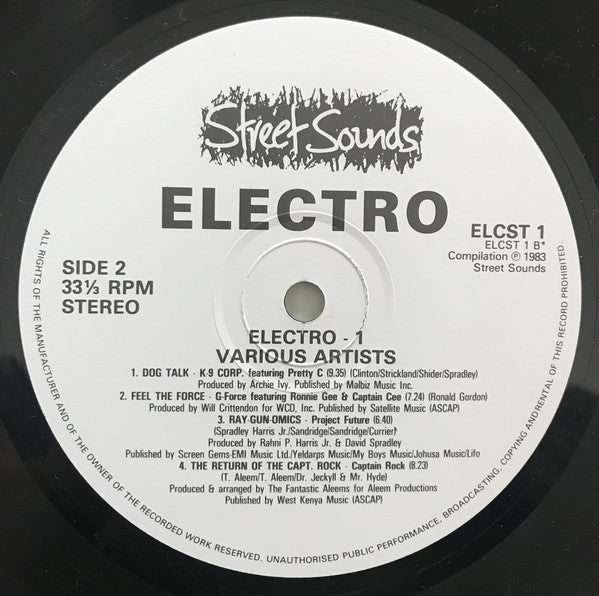 Street Sounds
ELECTRO
ELCST 1
ELCST 1 B*
Compilation ℗ 1983
Street Sounds
SIDE 2
33⅓ RPM
STEREO
ELECTRO - 1
VARIOUS ARTISTS
1. DOG TALK - K-9 CORP. featuring Pretty C (9.35) (Clinton/Strickland/Shider/Spradley)
Produced by Archie Ivy. Published by Malbiz Music Inc.
2. FEEL THE FORCE - G-Force featuring Ronnie Gee & Captain Cee (7.24) (Ronald Gordon)
Produced by Will Crittendon for WCD, Inc. Published by Satellite Music (ASCAP)
3. RAY-GUN-OMICS - Project Future (6.40)
(Spradley Harris Jr./Sandridge/Sandridge/Currier)
Produced by Rahni P. Harris Jr. & David Spradley
Published by Screen Gems-EMI Music Ltd./Yeldarps Music/My Boys Music/Johusa Music/Lifo
4. THE RETURN OF THE CAPT. ROCK - Captain Rock (8.23)
(T. Aleem/T. Aleem/Dr. Jeckyll & Mr. Hyde)
Produced & arranged by The Fantastic Aleems for Aleem Productions
Published by West Kenya Music (ASCAP)
ALL RIGHTS OF THE MANUFACTURER AND OF THE OWNER OF THE RECORDED WORK RESERVED. UNAUTHORISED PUBLIC PERFORMANCE, BROADCASTING, COPYING AND RENTAL OF THIS RECORD PROHIBITED.